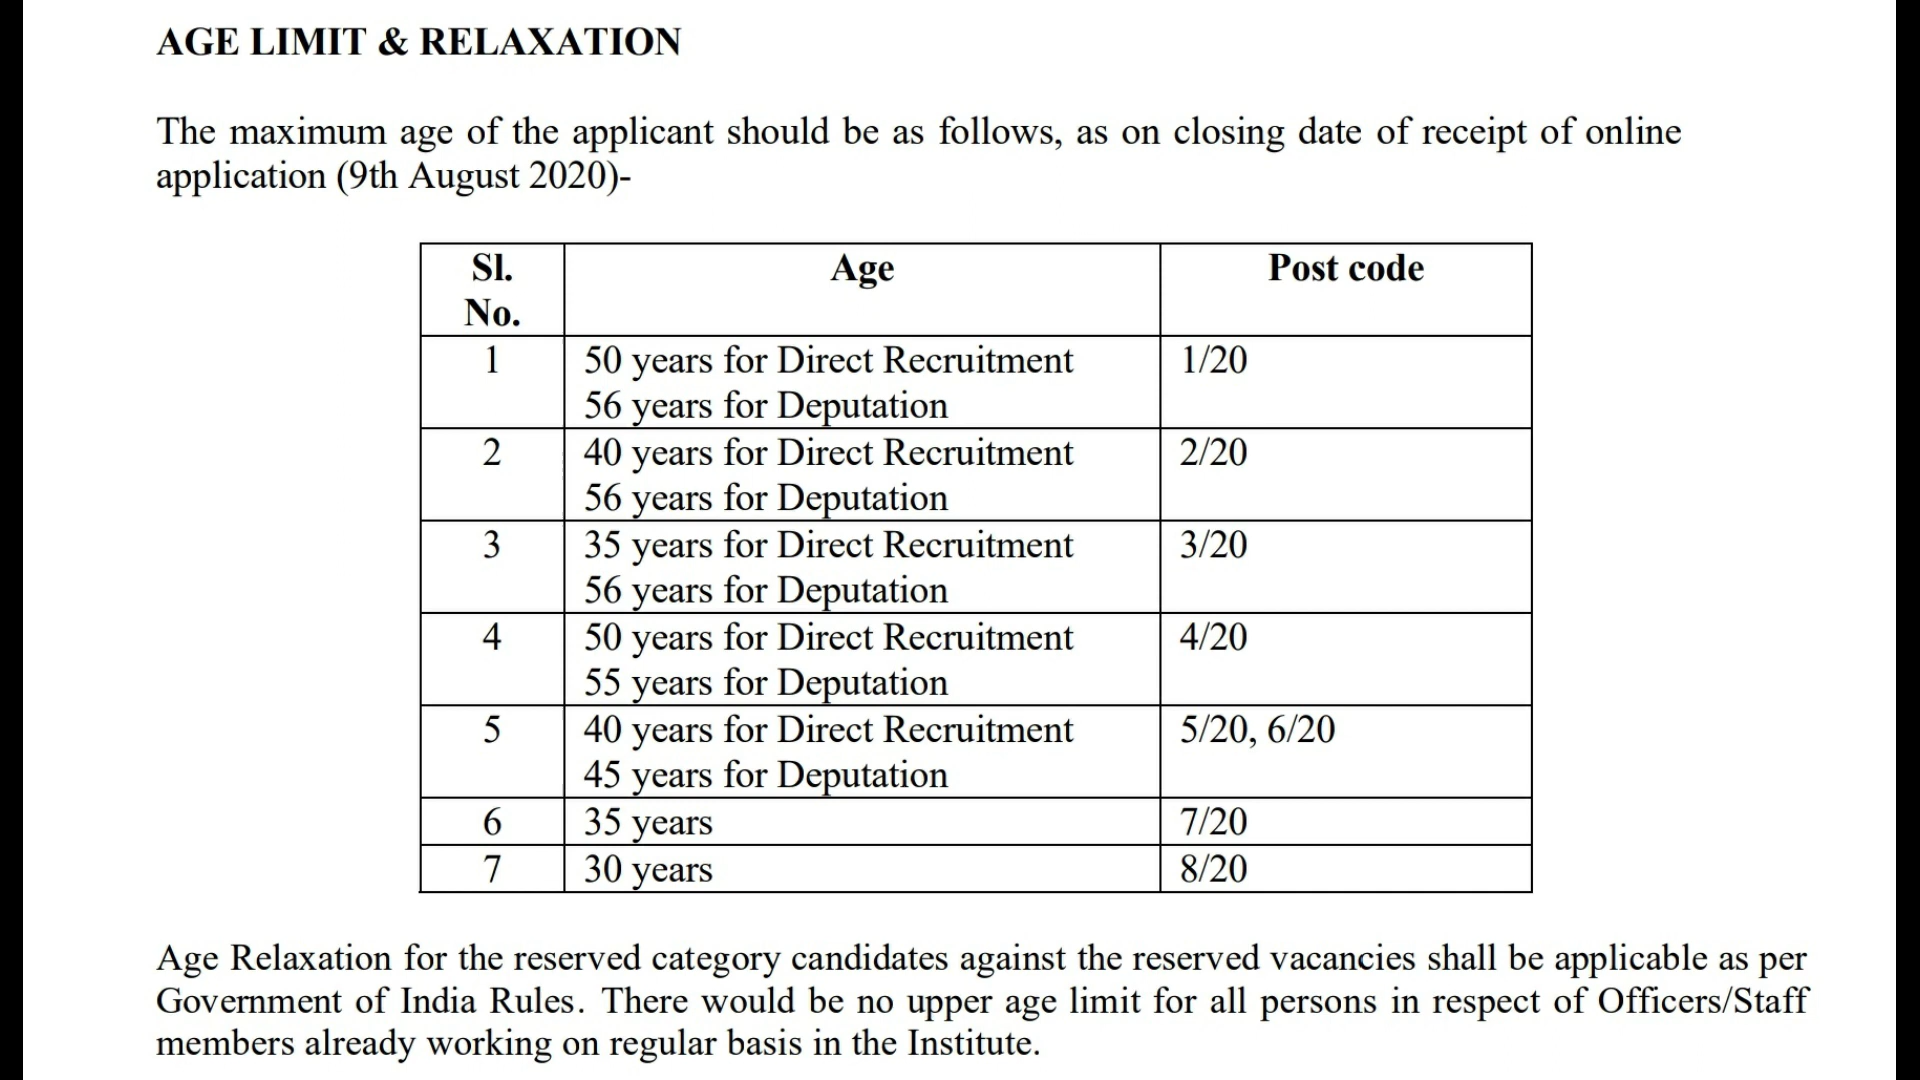 AGE LIMIT & RELAXATION
The maximum age of the applicant should be as follows, as on closing date of receipt of online
application (9th August 2020)-
Sl. No. Age Post code
1 50 years for Direct Recruitment 1/20
56 years for Deputation
2 40 years for Direct Recruitment 2/20
56 years for Deputation
3 35 years for Direct Recruitment 3/20
56 years for Deputation
4 50 years for Direct Recruitment 4/20
55 years for Deputation
5 40 years for Direct Recruitment 5/20, 6/20
45 years for Deputation
6 35 years 7/20
7 30 years 8/20
Age Relaxation for the reserved category candidates against the reserved vacancies shall be applicable as per
Government of India Rules. There would be no upper age limit for all persons in respect of Officers/Staff
members already working on regular basis in the Institute.